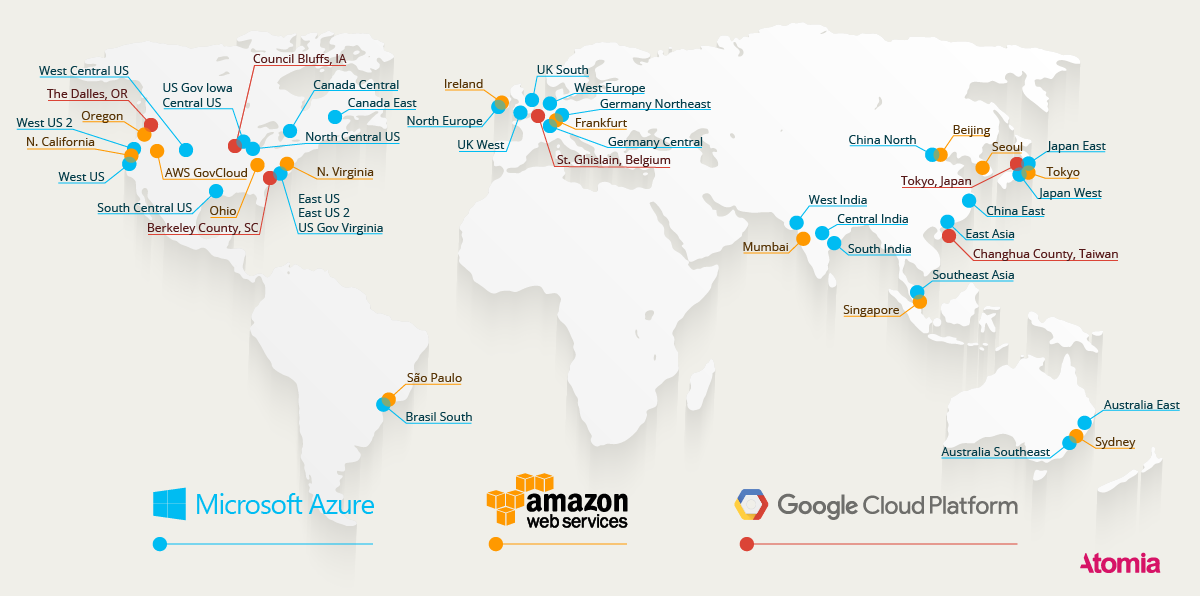 Council Bluffs, IA
West Central US
US Gov Iowa
Central US
Canada Central
The Dalles, OR
Canada East
Oregon
West US 2
North Central US
N. California
West US
AWS GovCloud
N. Virginia
South Central US
Ohio
East US
East US 2
US Gov Virginia
Berkeley County, SC
UK South
Ireland
West Europe
Germany Northeast
North Europe
Frankfurt
UK West
Germany Central
St. Ghislain, Belgium
Beijing
China North
Seoul
Japan East
Tokyo
Tokyo, Japan
Japan West
West India
China East
Central India
East Asia
Mumbai
South India
Changhua County, Taiwan
Southeast Asia
Singapore
São Paulo
Brasil South
Australia East
Sydney
Australia Southeast
Microsoft Azure
amazon
web services
Google Cloud Platform
Atomia